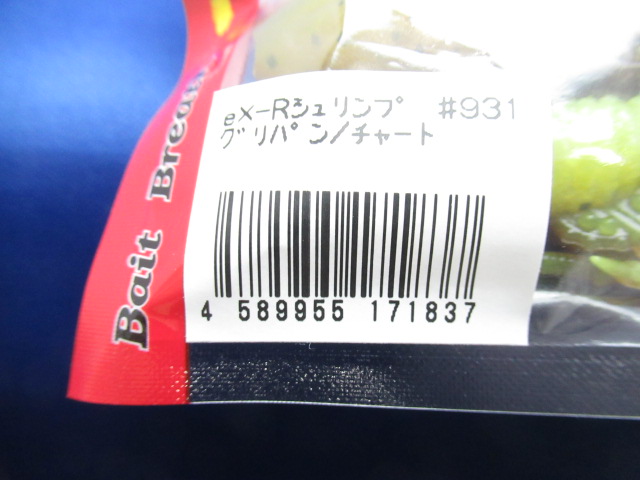 eX-Rシュリンプ #931
グリパン/チャート
4 589955 171837
Bait Break